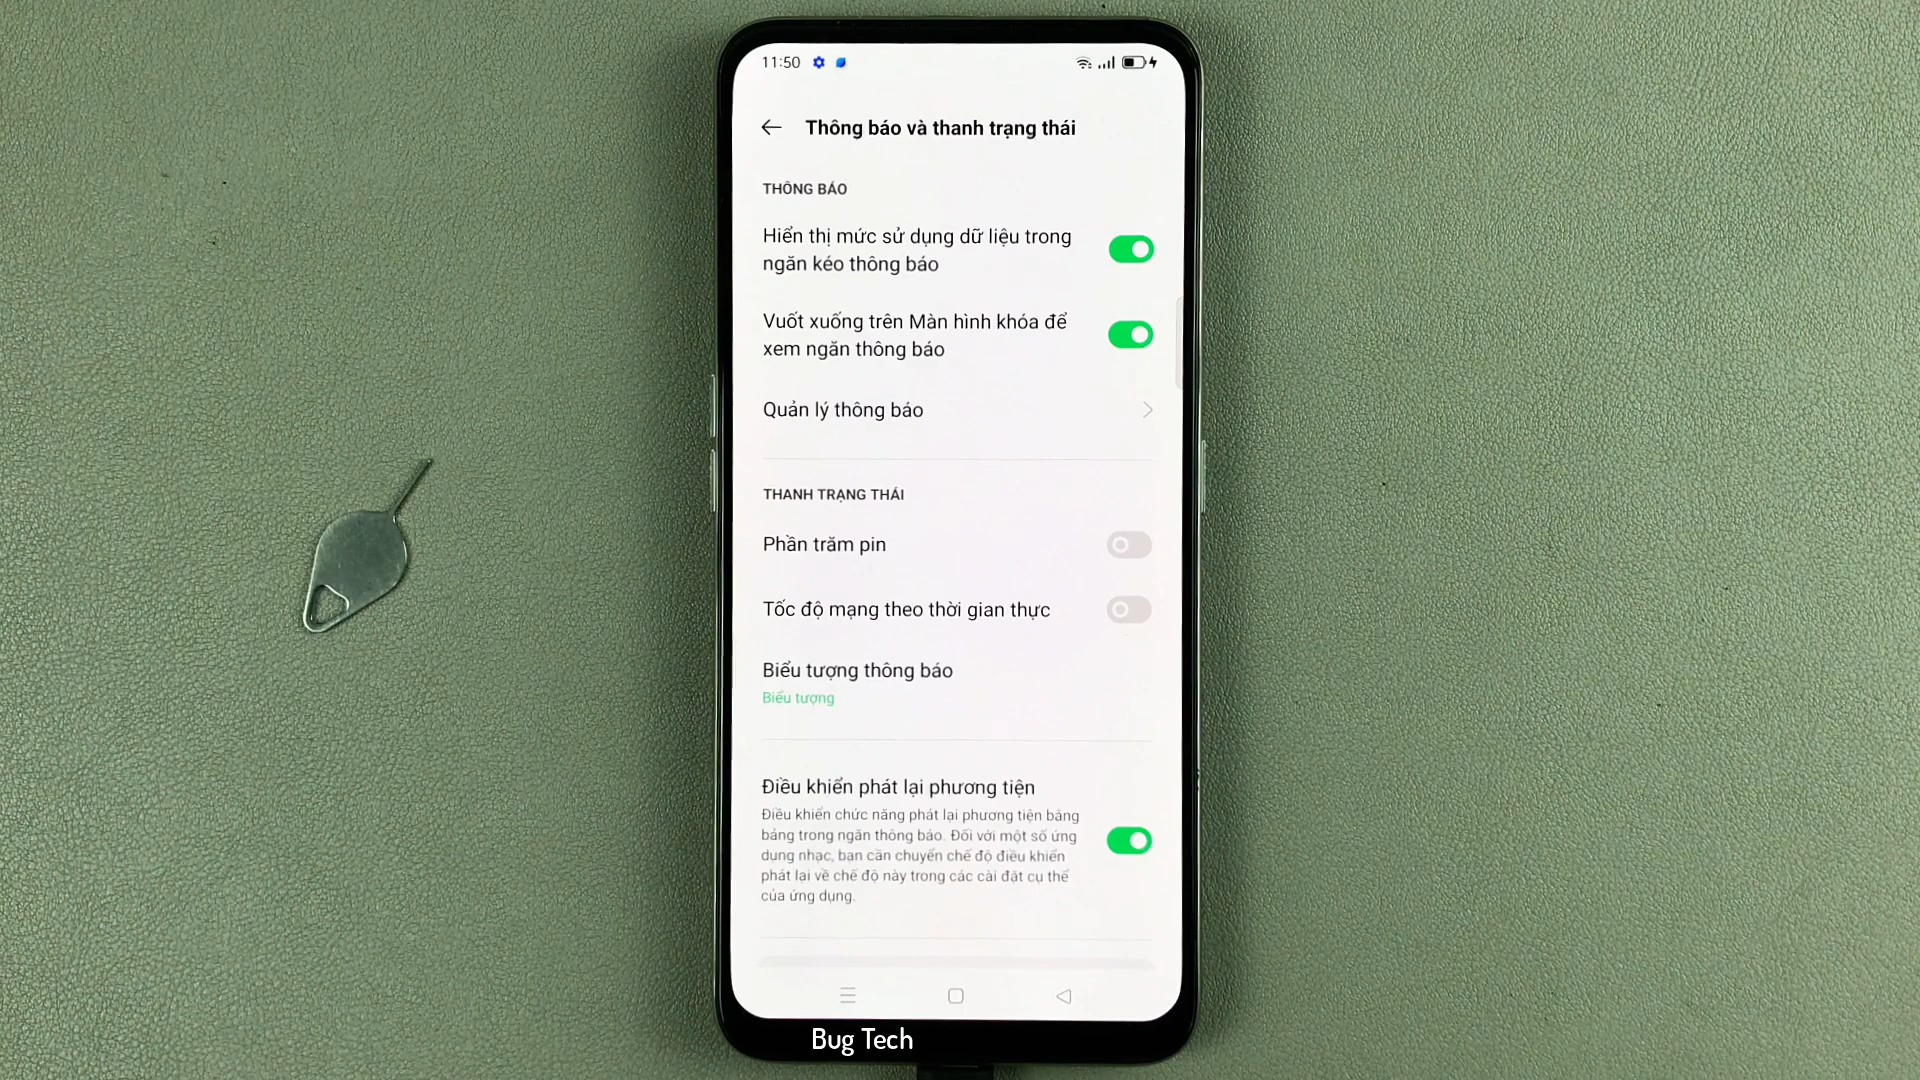 11:50
Thông báo và thanh trạng thái
THÔNG BÁO
Hiển thị mức sử dụng dữ liệu trong
ngăn kéo thông báo
Vuốt xuống trên Màn hình khóa để
xem ngăn thông báo
Quản lý thông báo
THANH TRẠNG THÁI
Phần trăm pin
Tốc độ mạng theo thời gian thực
Biểu tượng thông báo
Biểu tượng
Điều khiển phát lại phương tiện
Điều khiển chức năng phát lại phương tiện bằng
bảng trong ngăn thông báo. Đối với một số ứng
dụng nhạc, bạn cần chuyển chế độ điều khiển
phát lại về chế độ này trong các cài đặt cụ thể
của ứng dụng.
Bug Tech